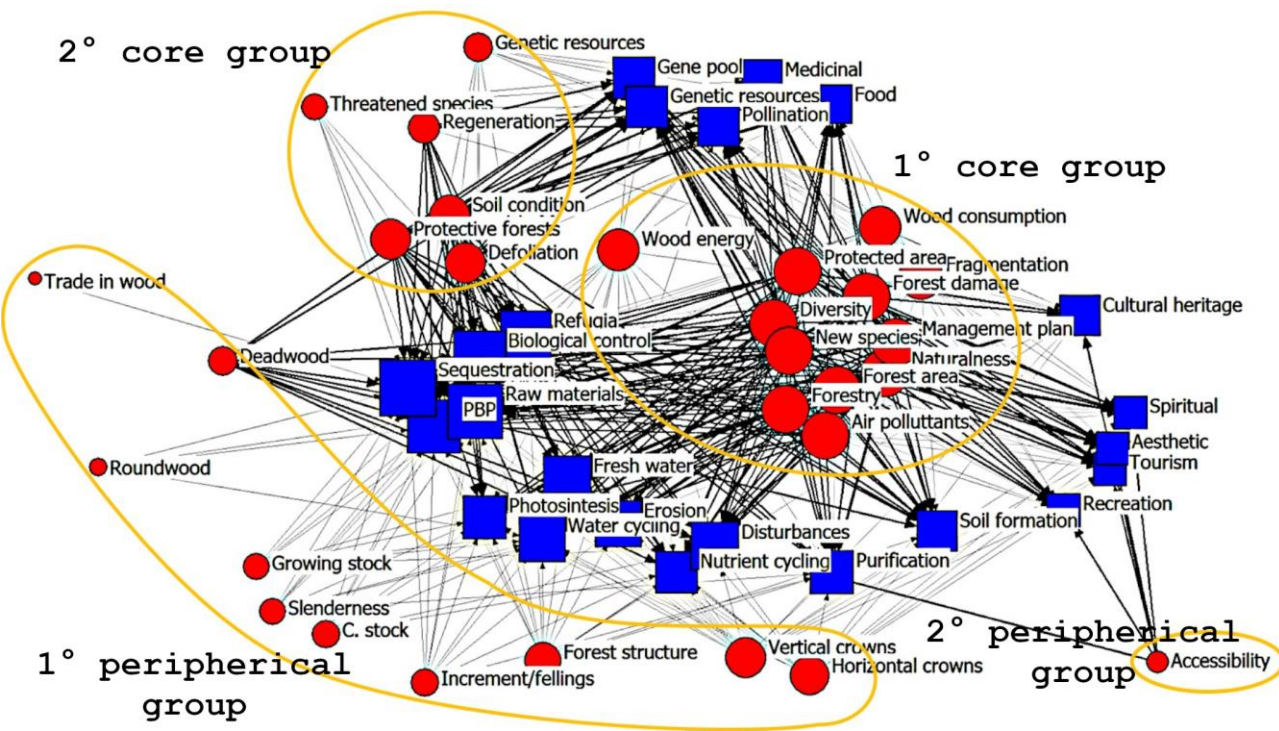 2° core group
Genetic resources
Gene pool
Medicinal
Threatened species
Genetic resources
Food
Regeneration
Pollination
1° core group
Soil condition
Wood consumption
Protective forests
Wood energy
Defoliation
Protected area
Fragmentation
Trade in wood
Forest damage
Cultural heritage
Diversity
Refugia
Management plan
Biological control
New species
Deadwood
Naturalness
Sequestration
Forest area
Raw materials
Forestry
PBP
Spiritual
Air polluttants
Aesthetic
Tourism
Roundwood
Fresh water
Photosintesis
Erosion
Recreation
Water cycling
Soil formation
Disturbances
Nutrient cycling
Purification
Growing stock
Slenderness
C. stock
2° peripherical
group
1° peripherical
group
Forest structure
Vertical crowns
Horizontal crowns
Accessibility
Increment/fellings